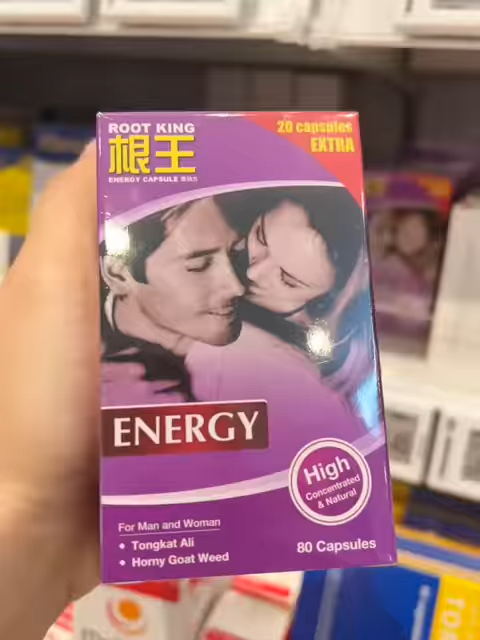 ROOT KING
根王
ENERGY CAPSULE
20 capsules
EXTRA
ENERGY
High
Concentrated
& Natural
For Man and Woman
• Tongkat Ali
• Horny Goat Weed
80 Capsules